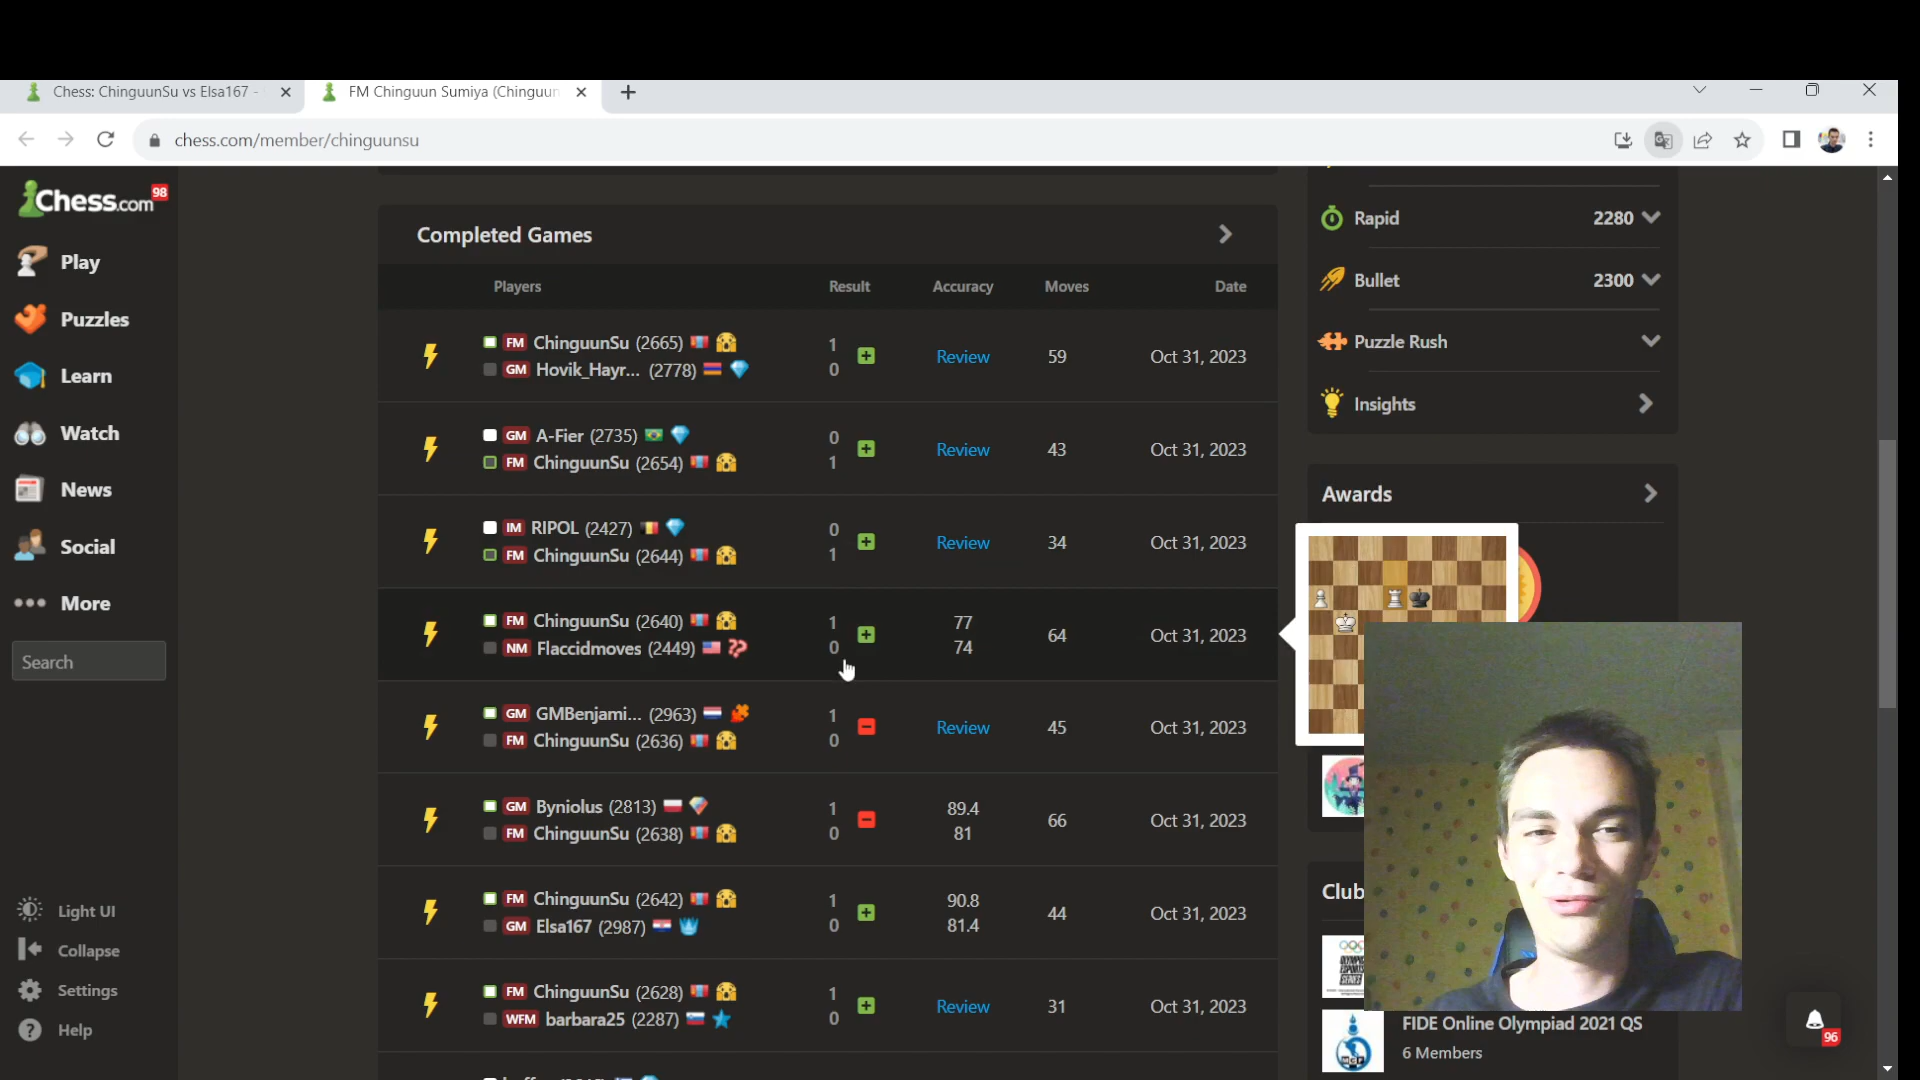 Chess: ChinguunSu vs Elsa167 -
FM Chinguun Sumiya (Chinguun
chess.com/member/chinguunsu
Chess.com
98
Play
Puzzles
Learn
Watch
News
Social
More
Search
Light UI
Collapse
Settings
Help
Completed Games
Players Result Accuracy Moves Date
FM ChinguunSu (2665) 1
GM Hovik_Hayr... (2778) 0
Review 59 Oct 31, 2023
GM A-Fier (2735) 0
FM ChinguunSu (2654) 1
Review 43 Oct 31, 2023
IM RIPOL (2427) 0
FM ChinguunSu (2644) 1
Review 34 Oct 31, 2023
FM ChinguunSu (2640) 1 77
NM Flaccidmoves (2449) 0 74
64 Oct 31, 2023
GM GMBenjami... (2963) 1
FM ChinguunSu (2636) 0
Review 45 Oct 31, 2023
GM Byniolus (2813) 1 89.4
FM ChinguunSu (2638) 0 81
66 Oct 31, 2023
FM ChinguunSu (2642) 1 90.8
GM Elsa167 (2987) 0 81.4
44 Oct 31, 2023
FM ChinguunSu (2628) 1
WFM barbara25 (2287) 0
Review 31 Oct 31, 2023
Rapid 2280
Bullet 2300
Puzzle Rush
Insights
Awards
Club
FIDE Online Olympiad 2021 QS
6 Members
96